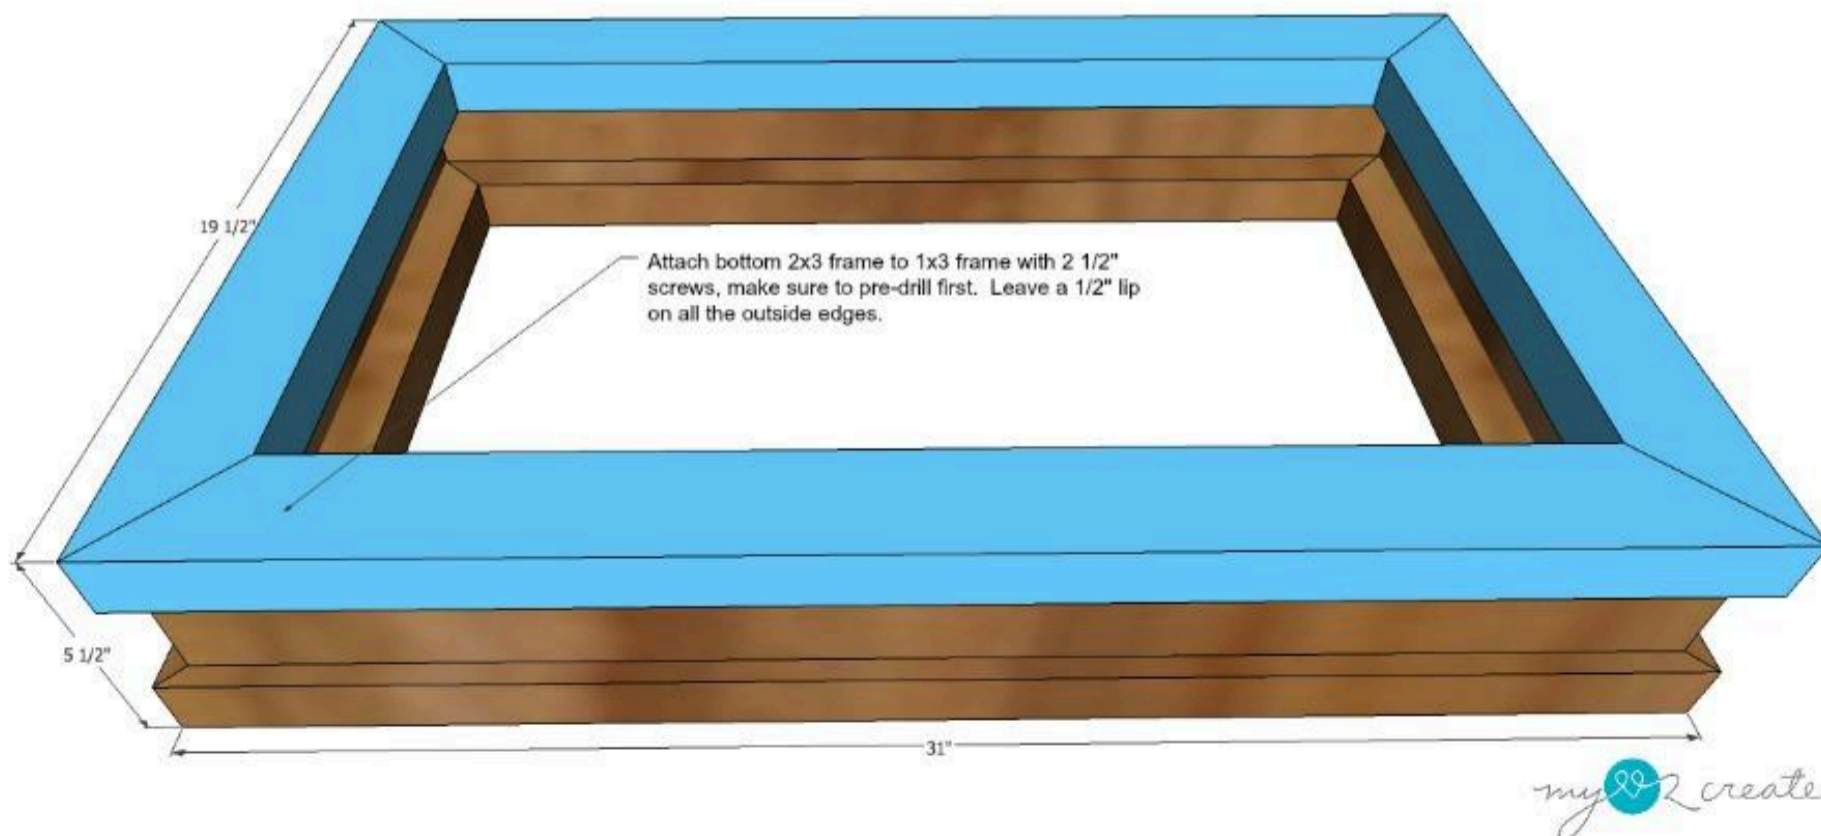 19 1/2"
Attach bottom 2x3 frame to 1x3 frame with 2 1/2"
screws, make sure to pre-drill first.  Leave a 1/2" lip
on all the outside edges.
5 1/2"
31"
my 2 create